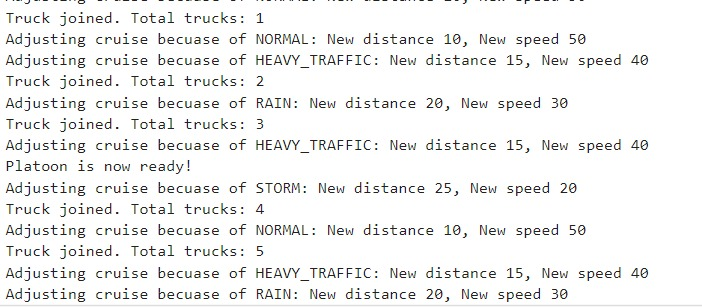 Truck joined. Total trucks: 1
Adjusting cruise becuase of NORMAL: New distance 10, New speed 50
Adjusting cruise becuase of HEAVY_TRAFFIC: New distance 15, New speed 40
Truck joined. Total trucks: 2
Adjusting cruise becuase of RAIN: New distance 20, New speed 30
Truck joined. Total trucks: 3
Adjusting cruise becuase of HEAVY_TRAFFIC: New distance 15, New speed 40
Platoon is now ready!
Adjusting cruise becuase of STORM: New distance 25, New speed 20
Truck joined. Total trucks: 4
Adjusting cruise becuase of NORMAL: New distance 10, New speed 50
Truck joined. Total trucks: 5
Adjusting cruise becuase of HEAVY_TRAFFIC: New distance 15, New speed 40
Adjusting cruise becuase of RAIN: New distance 20, New speed 30